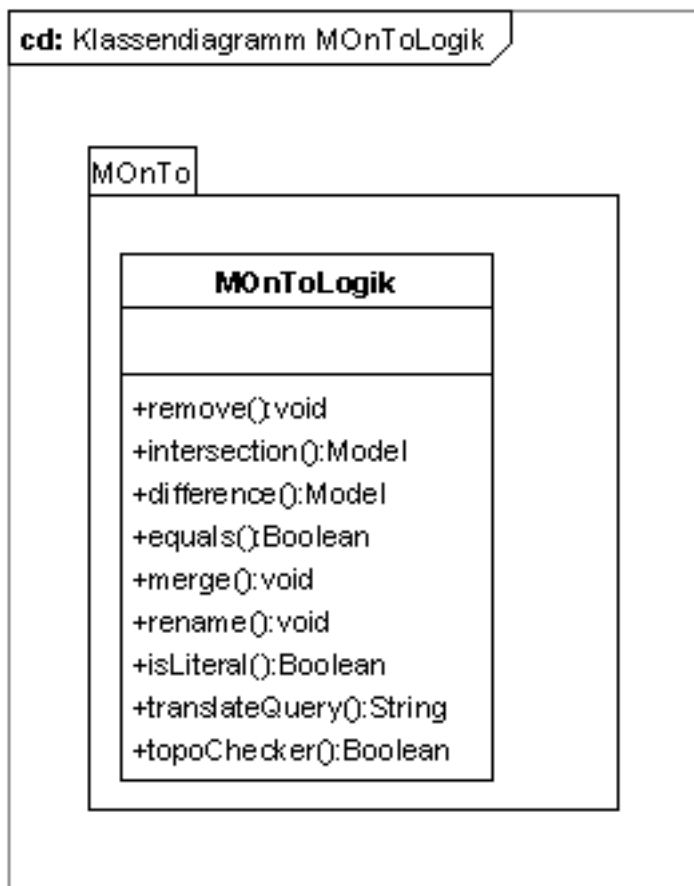 cd: Klassendiagramm MOnToLogik
MOnTo
MOnToLogik
+remove():void
+intersection():Model
+difference():Model
+equals():Boolean
+merge():void
+rename():void
+isLiteral():Boolean
+translateQuery():String
+topoChecker():Boolean